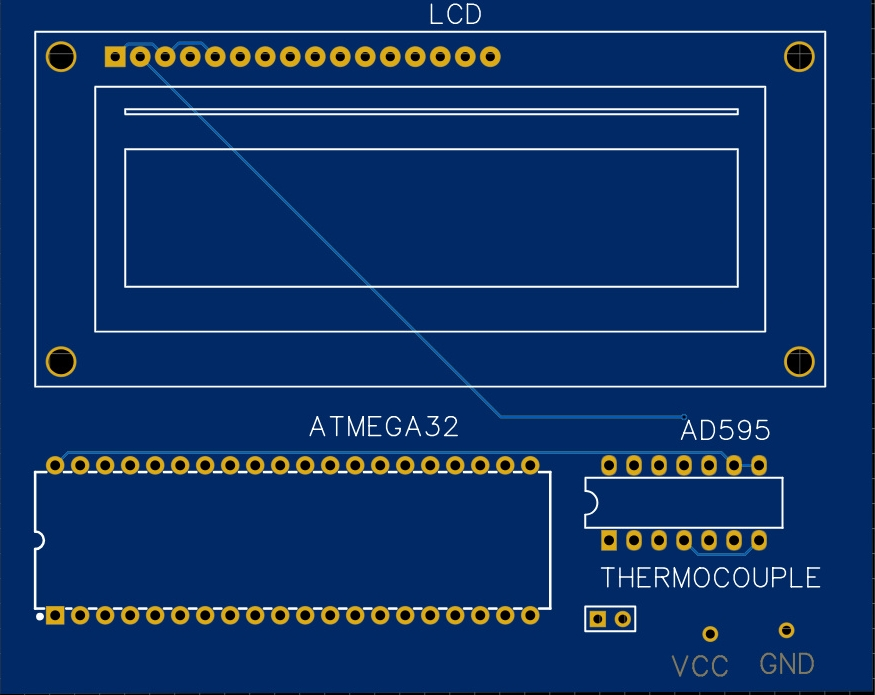 LCD
ATMEGA32
AD595
THERMOCOUPLE
VCC
GND